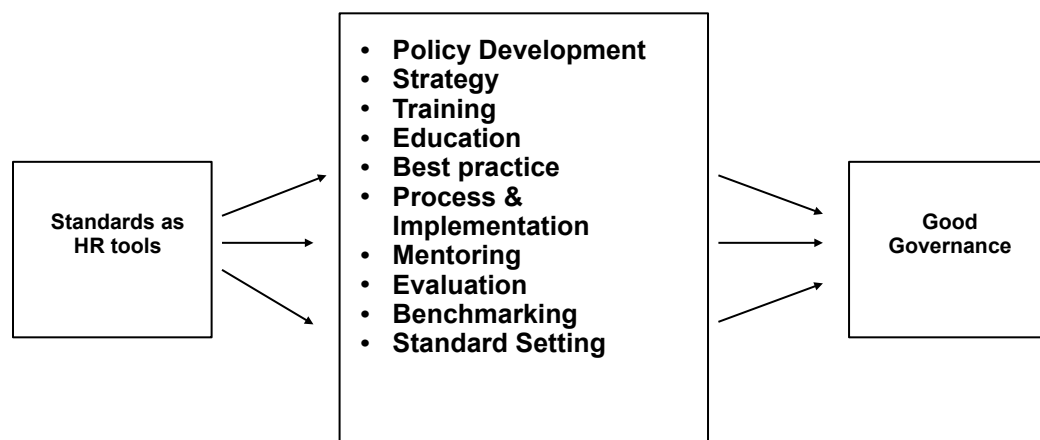 Standards as
HR tools
• Policy Development
• Strategy
• Training
• Education
• Best practice
• Process &
Implementation
• Mentoring
• Evaluation
• Benchmarking
• Standard Setting
Good
Governance